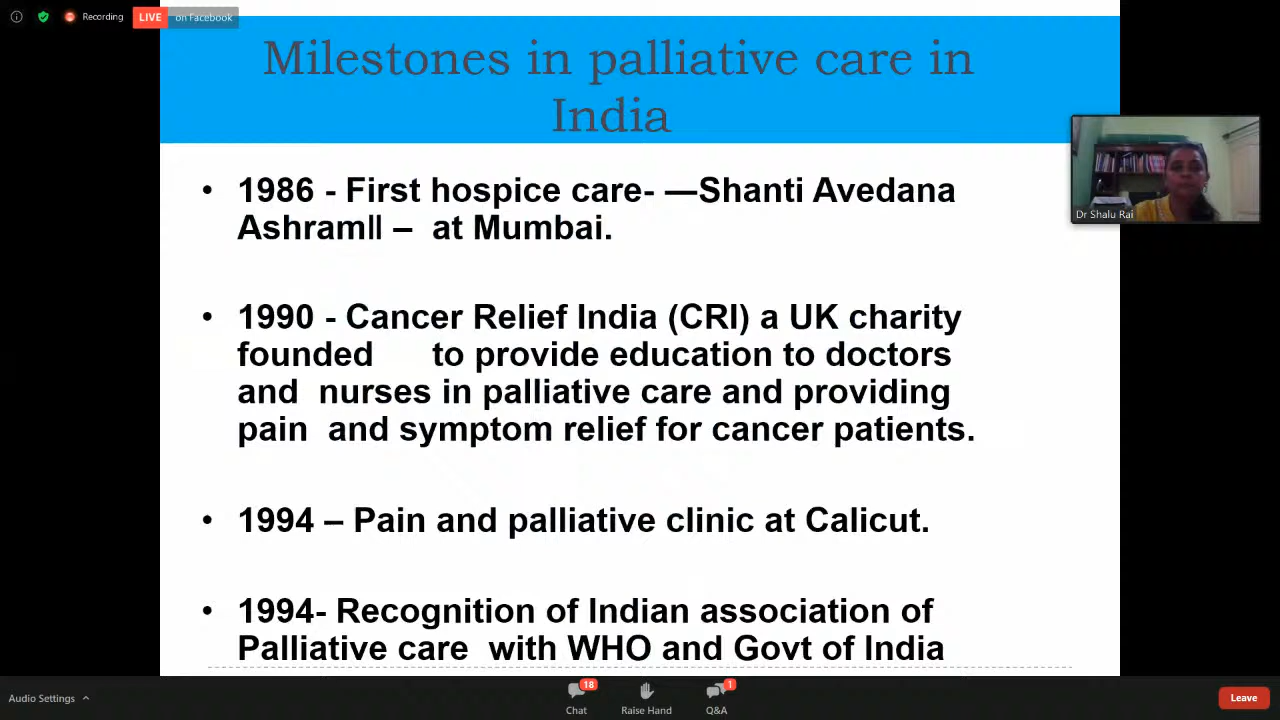 Recording
LIVE on Facebook
Milestones in palliative care in
India
• 1986 - First hospice care- ―Shanti Avedana
Ashram‖ – at Mumbai.
• 1990 - Cancer Relief India (CRI) a UK charity
founded to provide education to doctors
and nurses in palliative care and providing
pain and symptom relief for cancer patients.
• 1994 – Pain and palliative clinic at Calicut.
• 1994- Recognition of Indian association of
Palliative care with WHO and Govt of India
Dr Shalu Rai
Audio Settings
18
Chat
Raise Hand
1
Q&A
Leave